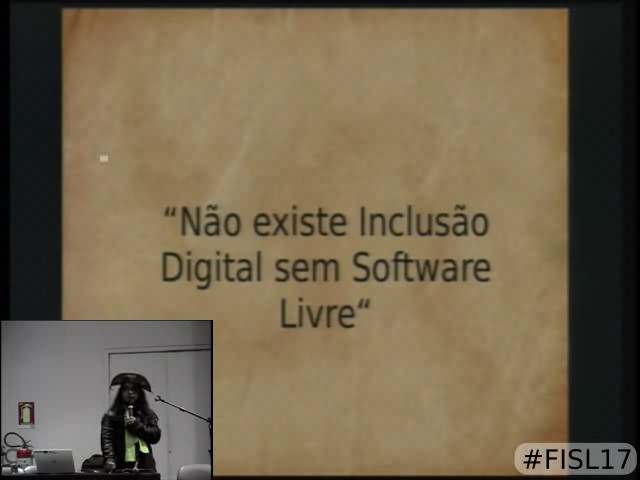 “Não existe Inclusão
Digital sem Software
Livre“
#FISL17